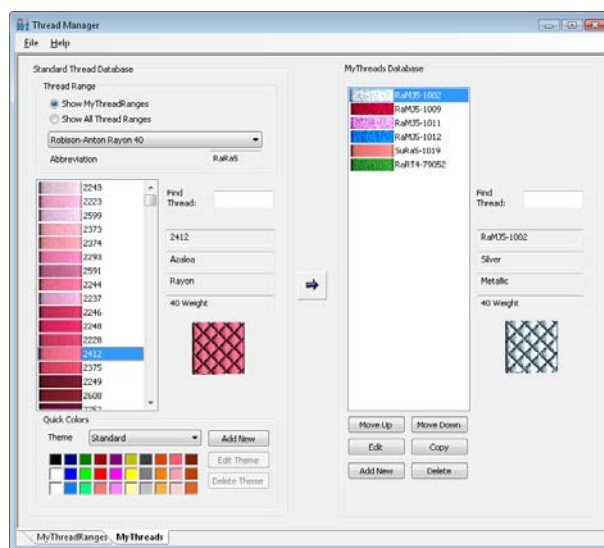 Thread Manager
File Help
Standard Thread Database
Thread Range
Show MyThreadRanges
Show All Thread Ranges
Robison-Anton Rayon 40
Abbreviation RaRaS
2243
2223
2599
2373
2374
2293
2591
2244
2237
2246
2248
2228
2412
2375
2249
2608
Find
Thread:
2412
Azalea
Rayon
40 Weight
Quick Colors
Theme Standard Add New
Edit Theme
Delete Theme
MyThreads Database
RaMJ5-1002
RaMJ5-1009
RaMJ5-1011
RaMJ5-1012
SuRaS-1019
RaRT4-79052
Find
Thread:
RaMJ5-1002
Silver
Metallic
40 Weight
Move Up Move Down
Edit Copy
Add New Delete
MyThreadRanges MyThreads